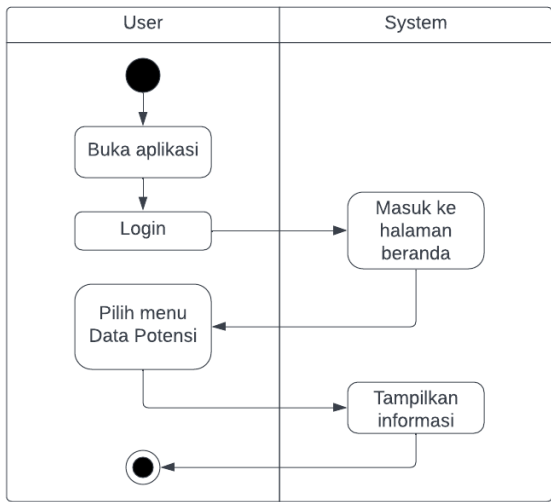 User
System
Buka aplikasi
Login
Masuk ke
halaman
beranda
Pilih menu
Data Potensi
Tampilkan
informasi